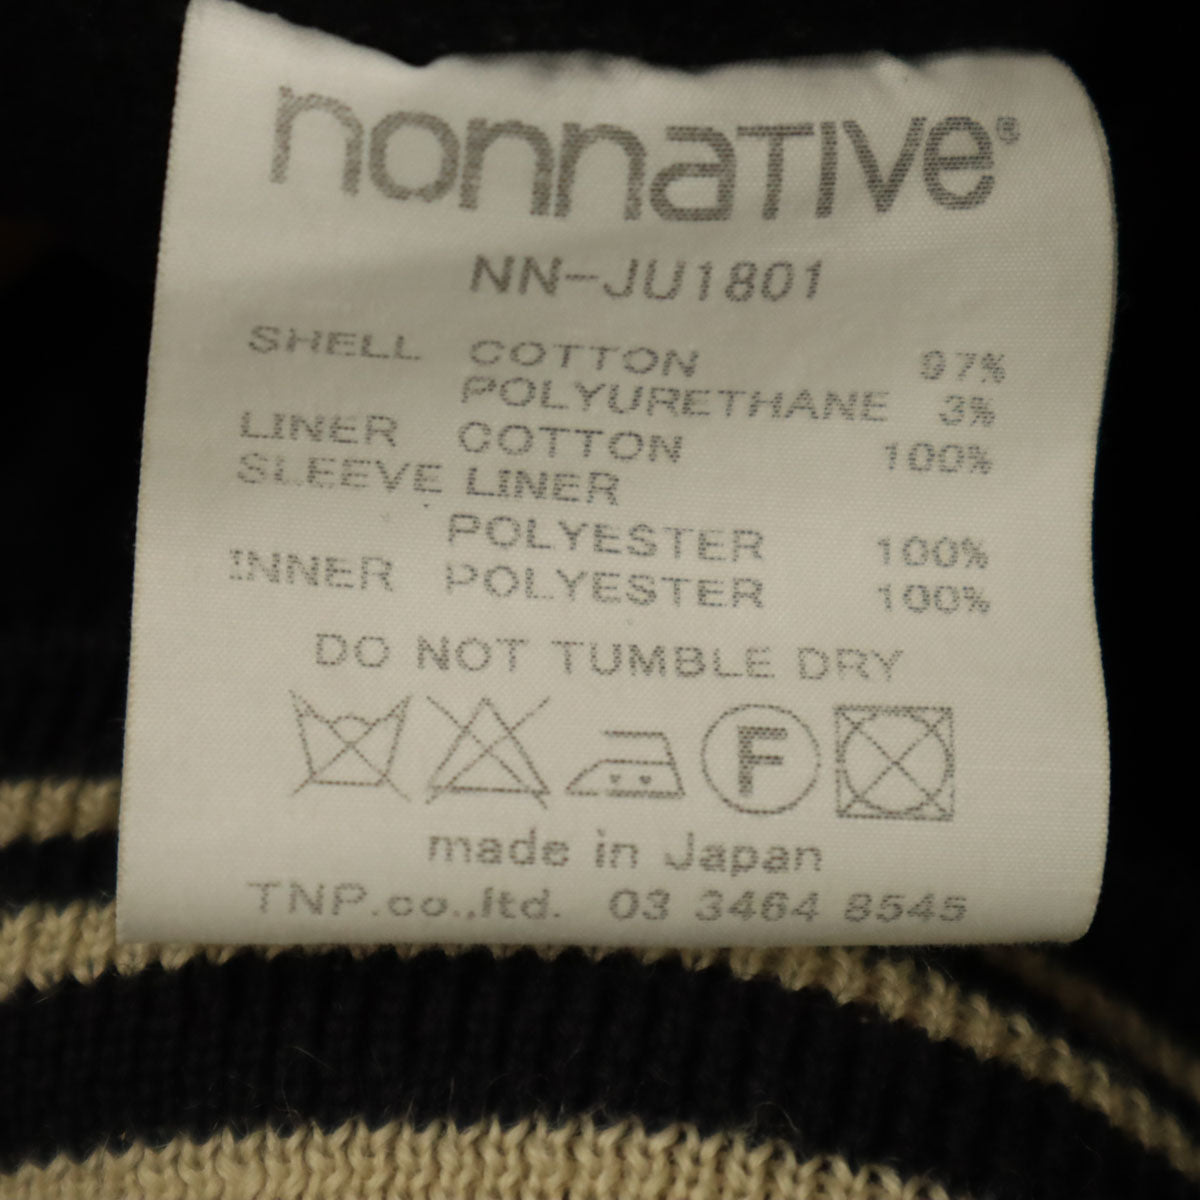 nonnaTIVe®
NN-JU1801
SHELL COTTON 97%
POLYURETHANE 3%
LINER COTTON 100%
SLEEVE LINER
POLYESTER 100%
INNER POLYESTER 100%
DO NOT TUMBLE DRY
F
made in Japan
TNP.co.,ltd. 03 3464 8545